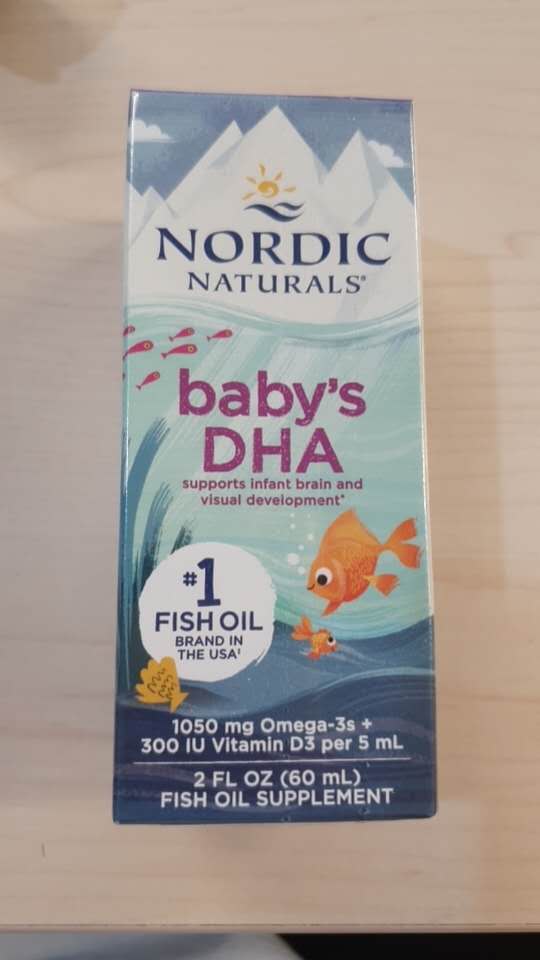 NORDIC
NATURALS®
baby's
DHA
supports infant brain and
visual development*
#1
FISH OIL
BRAND IN
THE USA‡
1050 mg Omega-3s +
300 IU Vitamin D3 per 5 mL
2 FL OZ (60 mL)
FISH OIL SUPPLEMENT